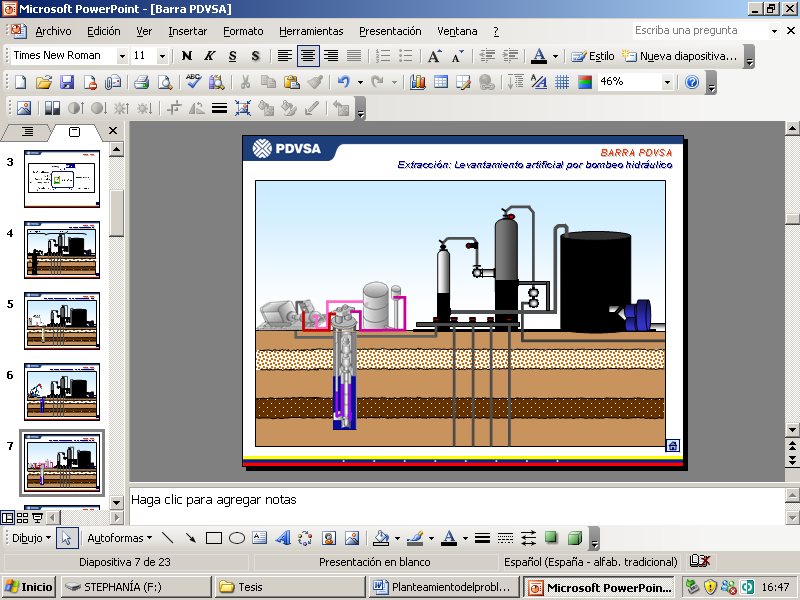 Microsoft PowerPoint - [Barra PDVSA]
Archivo Edición Ver Insertar Formato Herramientas Presentación Ventana ? Escriba una pregunta
Times New Roman 11 N K S S A A A Estilo Nueva diapositiva...
46%
3
4
5
6
7
PDVSA
BARRA PDVSA
Extracción: Levantamiento artificial por bombeo hidráulico
Haga clic para agregar notas
Dibujo Autoformas
Diapositiva 7 de 23 Presentación en blanco Español (España - alfab. tradicional)
Inicio STEPHANÍA (F:) Tesis Planteamientodelprobl... Microsoft PowerPoin... 16:47